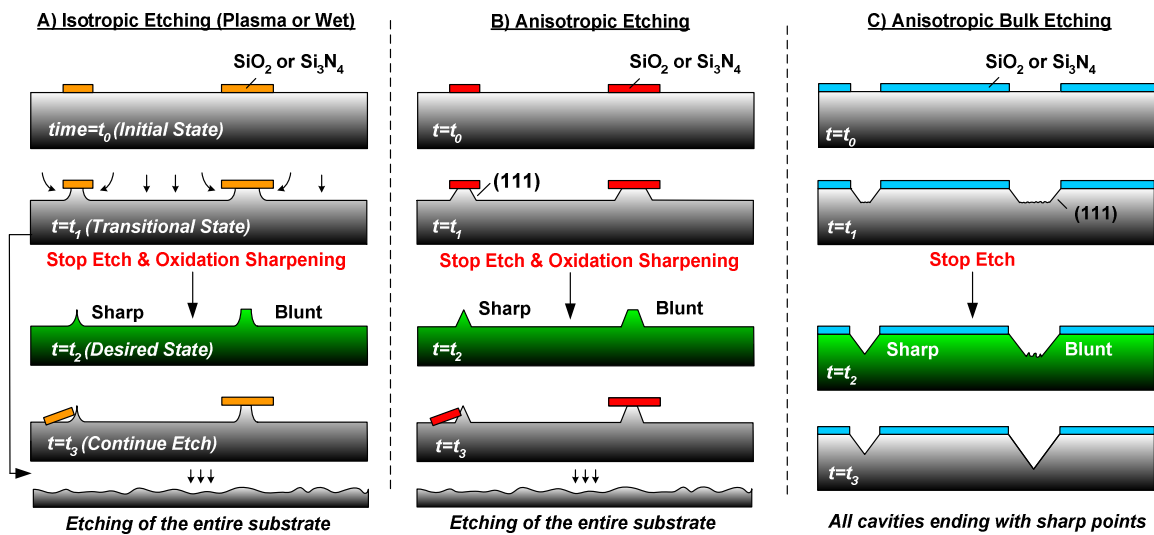 A) Isotropic Etching (Plasma or Wet)
SiO2 or Si3N4
time=t0 (Initial State)
t=t1 (Transitional State)
Stop Etch & Oxidation Sharpening
Sharp
Blunt
t=t2 (Desired State)
t=t3 (Continue Etch)
Etching of the entire substrate
B) Anisotropic Etching
SiO2 or Si3N4
t=t0
(111)
t=t1
Stop Etch & Oxidation Sharpening
Sharp
Blunt
t=t2
t=t3
Etching of the entire substrate
C) Anisotropic Bulk Etching
SiO2 or Si3N4
t=t0
(111)
t=t1
Stop Etch
Sharp
Blunt
t=t2
t=t3
All cavities ending with sharp points